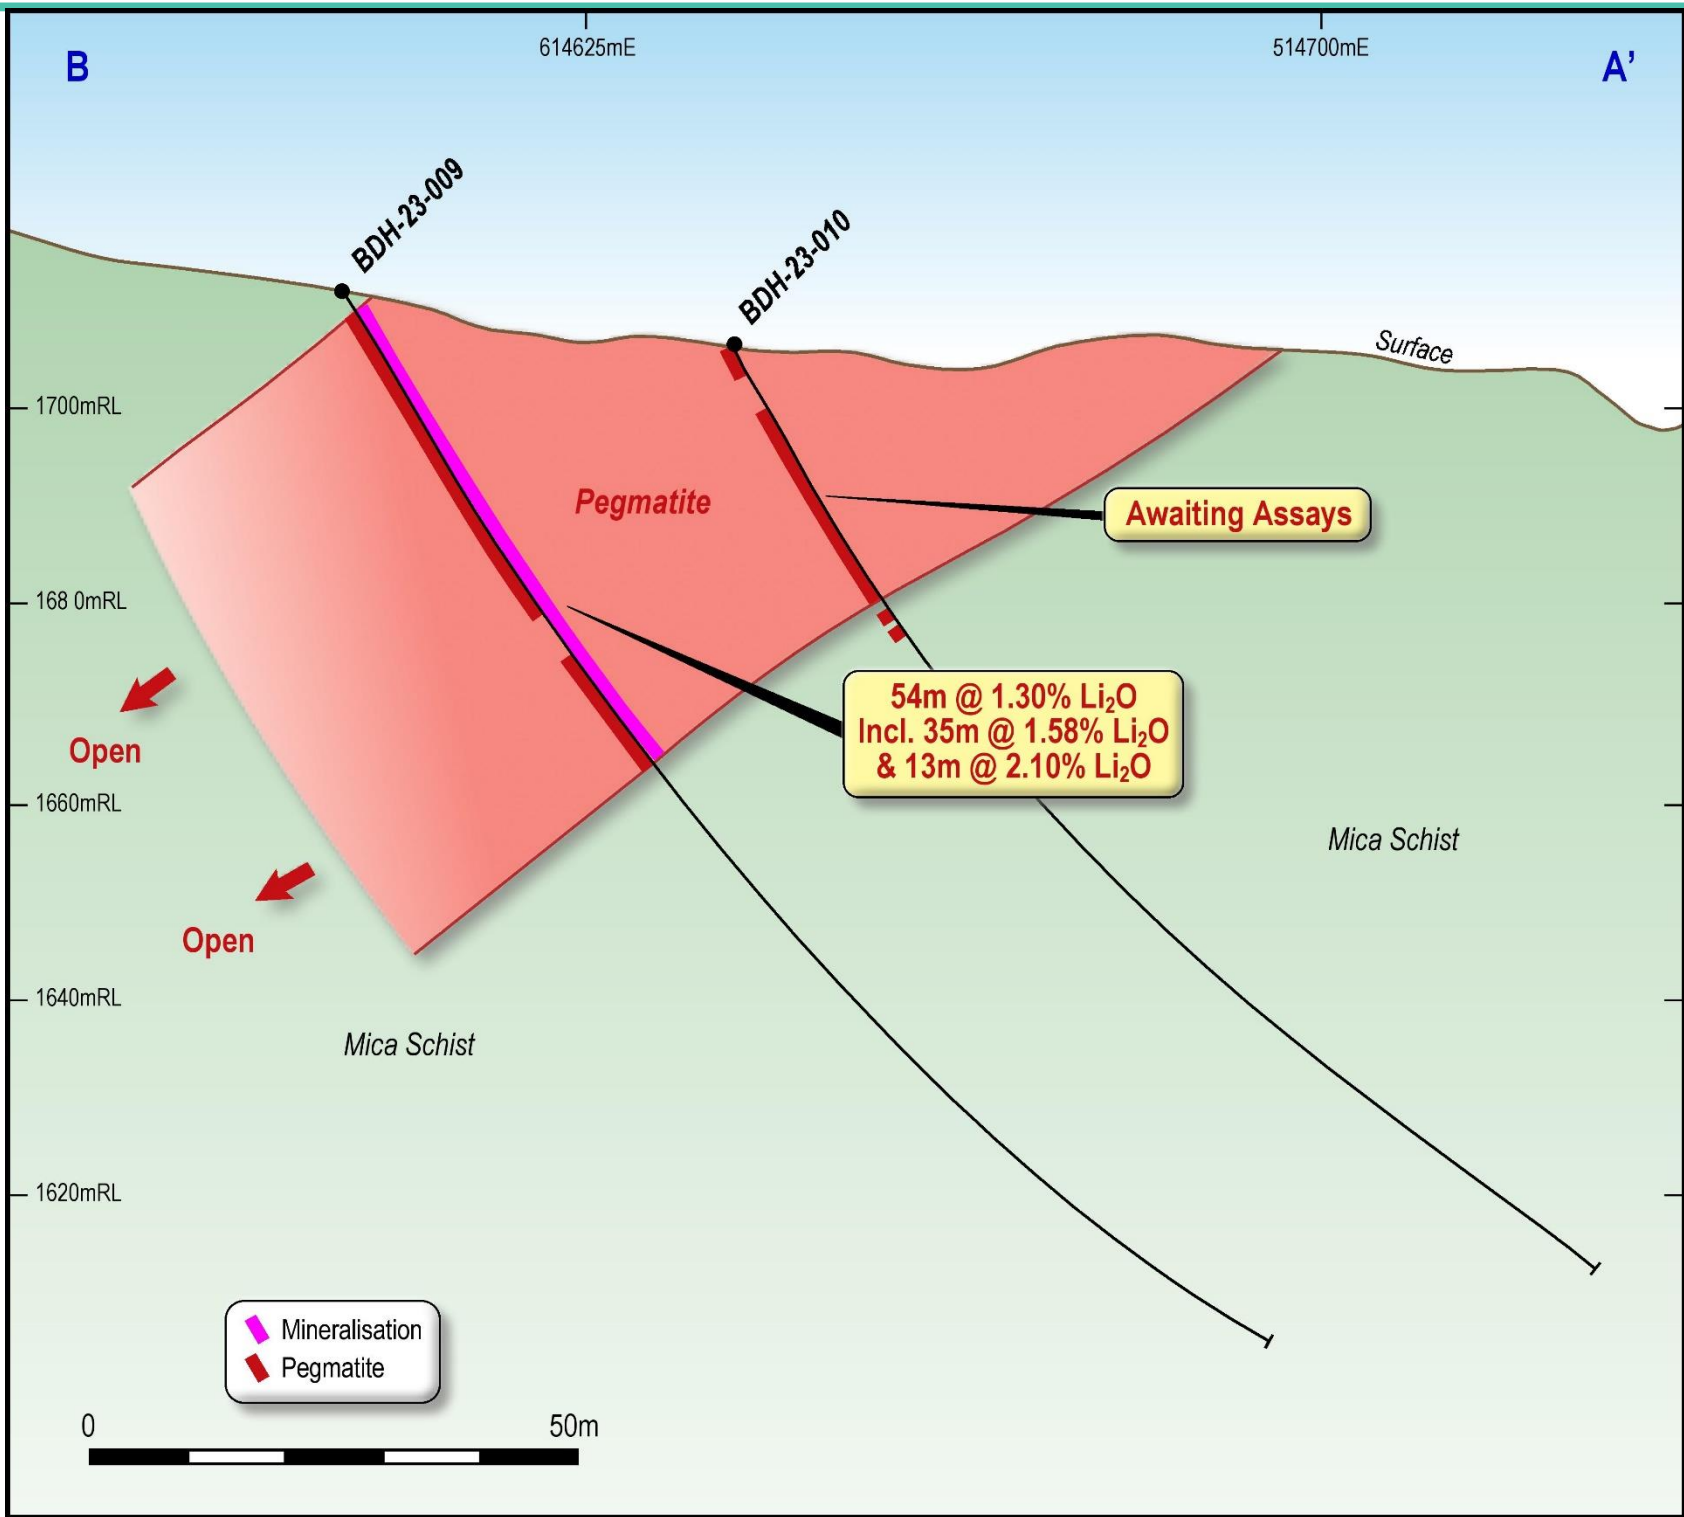 614625mE
514700mE
B
A’
BDH-23-009
BDH-23-010
Surface
1700mRL
Pegmatite
Awaiting Assays
168 0mRL
54m @ 1.30% Li₂O
Incl. 35m @ 1.58% Li₂O
& 13m @ 2.10% Li₂O
Open
1660mRL
Mica Schist
Open
1640mRL
Mica Schist
1620mRL
Mineralisation
Pegmatite
0
50m